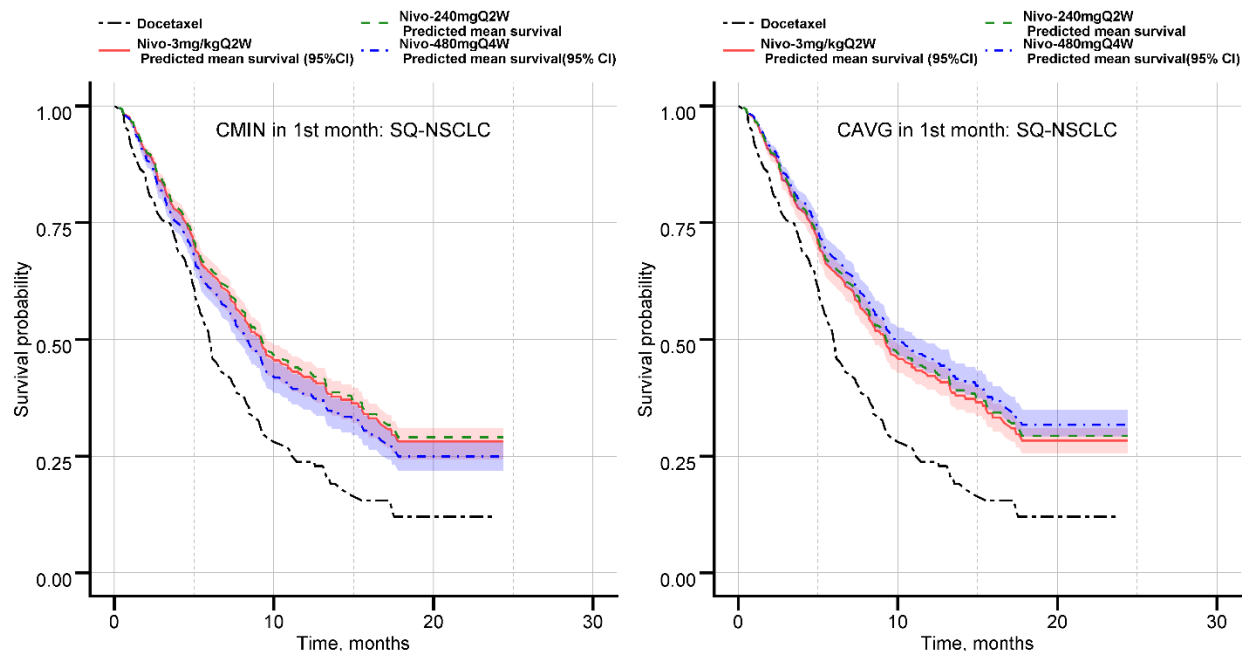 Docetaxel
Nivo-3mg/kgQ2W
Predicted mean survival (95%CI)
Nivo-240mgQ2W
Predicted mean survival
Nivo-480mgQ4W
Predicted mean survival(95% CI)
CMIN in 1st month: SQ-NSCLC
Survival probability
1.00
0.75
0.50
0.25
0.00
0
10
20
30
Time, months
Docetaxel
Nivo-3mg/kgQ2W
Predicted mean survival (95%CI)
Nivo-240mgQ2W
Predicted mean survival
Nivo-480mgQ4W
Predicted mean survival(95% CI)
CAVG in 1st month: SQ-NSCLC
Survival probability
1.00
0.75
0.50
0.25
0.00
0
10
20
30
Time, months